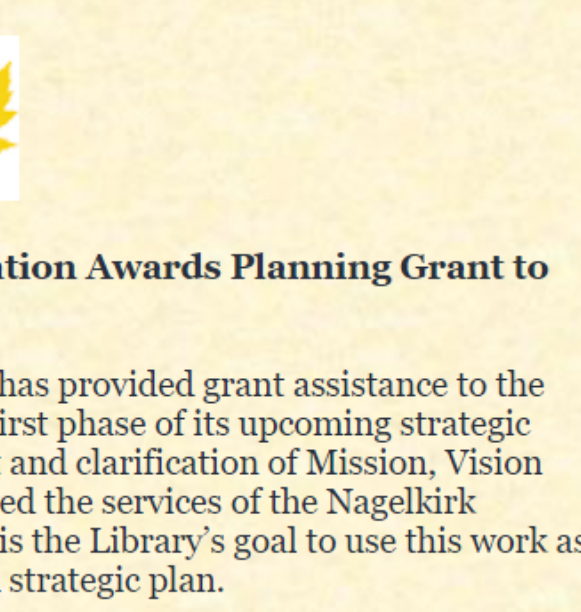 tion Awards Planning Grant to
has provided grant assistance to the
irst phase of its upcoming strategic
and clarification of Mission, Vision
ed the services of the Nagelkirk
is the Library’s goal to use this work as
strategic plan.